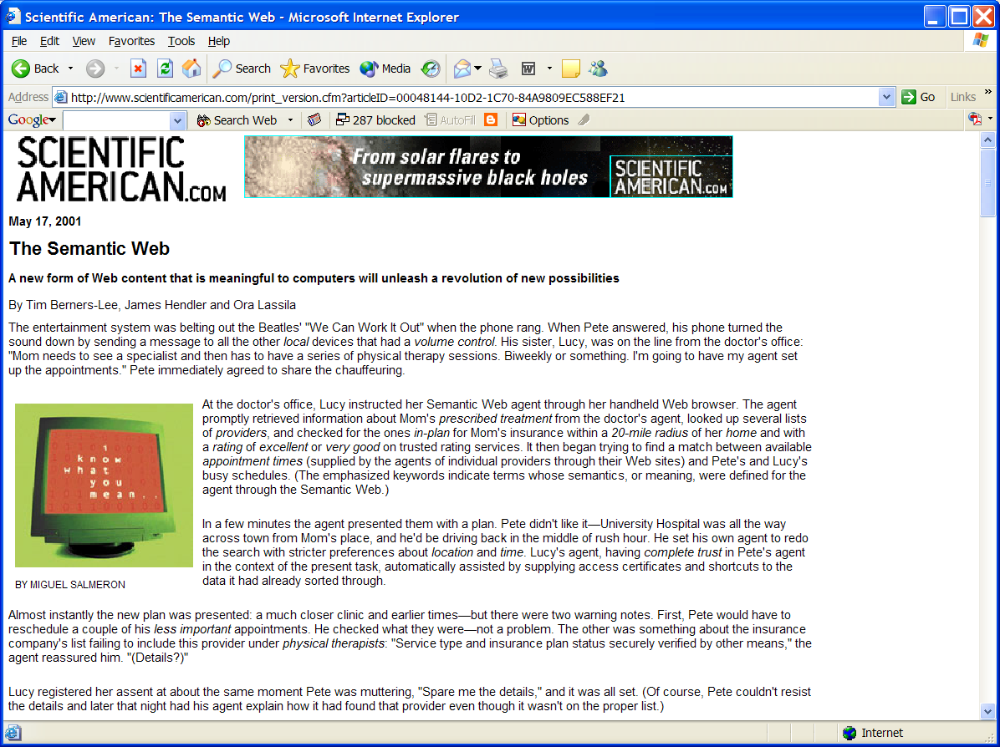 Scientific American: The Semantic Web - Microsoft Internet Explorer
File Edit View Favorites Tools Help
Back Search Favorites Media
Address http://www.scientificamerican.com/print_version.cfm?articleID=00048144-10D2-1C70-84A9809EC588EF21 Go Links »
Google Search Web 287 blocked AutoFill Options
SCIENTIFIC
AMERICAN.COM
From solar flares to
supermassive black holes
SCIENTIFIC
AMERICAN.COM
May 17, 2001
The Semantic Web
A new form of Web content that is meaningful to computers will unleash a revolution of new possibilities
By Tim Berners-Lee, James Hendler and Ora Lassila
The entertainment system was belting out the Beatles' "We Can Work It Out" when the phone rang. When Pete answered, his phone turned the
sound down by sending a message to all the other local devices that had a volume control. His sister, Lucy, was on the line from the doctor's office:
"Mom needs to see a specialist and then has to have a series of physical therapy sessions. Biweekly or something. I'm going to have my agent set
up the appointments." Pete immediately agreed to share the chauffeuring.
i
know
what
you
mean..
BY MIGUEL SALMERON
At the doctor's office, Lucy instructed her Semantic Web agent through her handheld Web browser. The agent
promptly retrieved information about Mom's prescribed treatment from the doctor's agent, looked up several lists
of providers, and checked for the ones in-plan for Mom's insurance within a 20-mile radius of her home and with
a rating of excellent or very good on trusted rating services. It then began trying to find a match between available
appointment times (supplied by the agents of individual providers through their Web sites) and Pete's and Lucy's
busy schedules. (The emphasized keywords indicate terms whose semantics, or meaning, were defined for the
agent through the Semantic Web.)
In a few minutes the agent presented them with a plan. Pete didn't like it—University Hospital was all the way
across town from Mom's place, and he'd be driving back in the middle of rush hour. He set his own agent to redo
the search with stricter preferences about location and time. Lucy's agent, having complete trust in Pete's agent
in the context of the present task, automatically assisted by supplying access certificates and shortcuts to the
data it had already sorted through.
Almost instantly the new plan was presented: a much closer clinic and earlier times—but there were two warning notes. First, Pete would have to
reschedule a couple of his less important appointments. He checked what they were—not a problem. The other was something about the insurance
company's list failing to include this provider under physical therapists: "Service type and insurance plan status securely verified by other means," the
agent reassured him. "(Details?)"
Lucy registered her assent at about the same moment Pete was muttering, "Spare me the details," and it was all set. (Of course, Pete couldn't resist
the details and later that night had his agent explain how it had found that provider even though it wasn't on the proper list.)
Internet